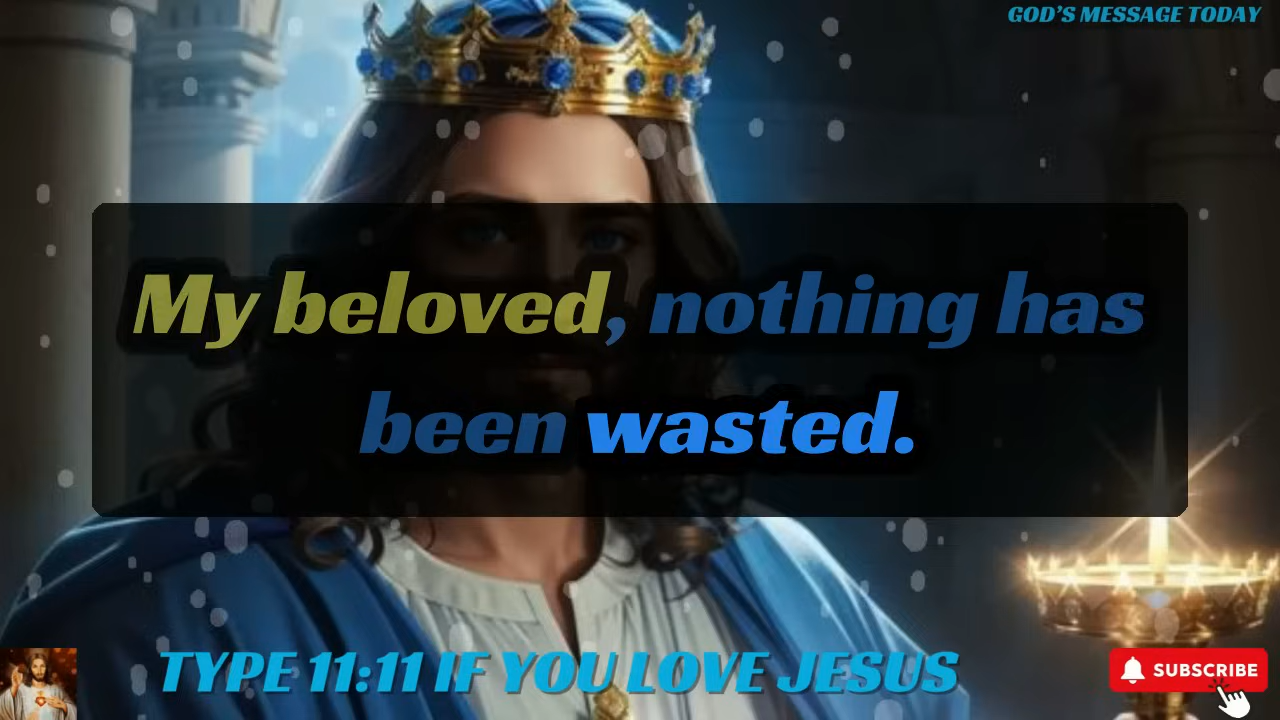 GOD'S MESSAGE TODAY
My beloved, nothing has
been wasted.
TYPE 11:11 IF YOU LOVE JESUS
SUBSCRIBE